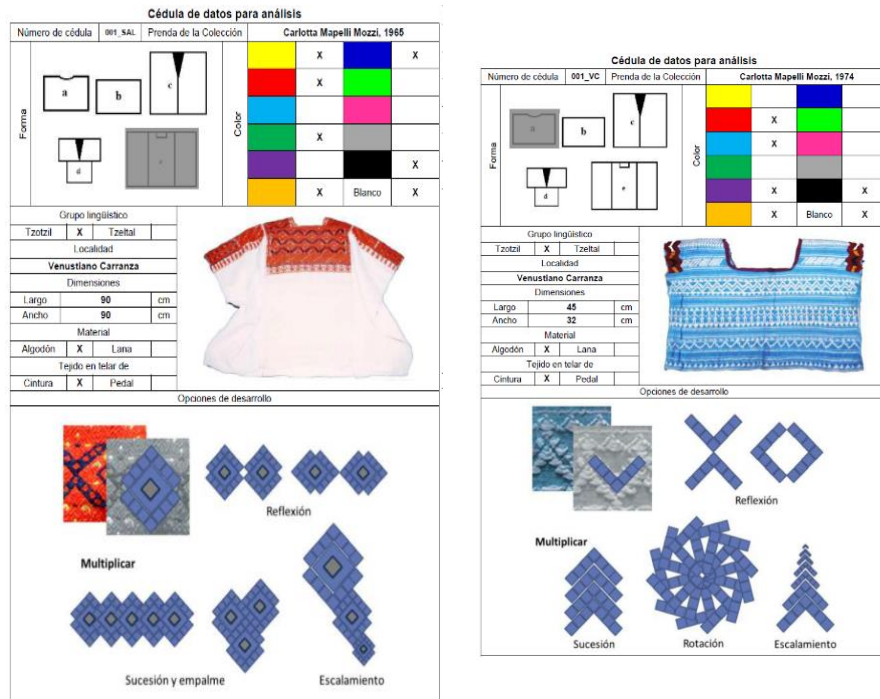 Cédula de datos para análisis
Número de cédula 001_SAL Prenda de la Colección Carlotta Mapelli Mozzi, 1965
Forma
a
b
c
d
e
Color
X X
X
X
X
X Blanco X
Grupo lingüístico
Tzotzil X Tzeltal
Localidad
Venustiano Carranza
Dimensiones
Largo 90 cm
Ancho 90 cm
Material
Algodón X Lana
Tejido en telar de
Cintura X Pedal
Opciones de desarrollo
Reflexión
Multiplicar
Sucesión y empalme
Escalamiento
Cédula de datos para análisis
Número de cédula 001_VC Prenda de la Colección Carlotta Mapelli Mozzi, 1974
Forma
a
b
c
d
e
Color
X
X
X X
X Blanco X
Grupo lingüístico
Tzotzil X Tzeltal
Localidad
Venustiano Carranza
Dimensiones
Largo 45 cm
Ancho 32 cm
Material
Algodón X Lana
Tejido en telar de
Cintura X Pedal
Opciones de desarrollo
Reflexión
Multiplicar
Sucesión
Rotación
Escalamiento